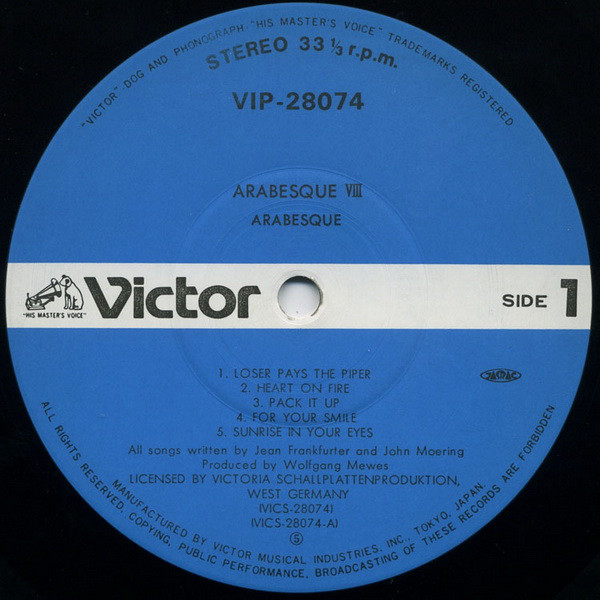 "VICTOR" DOG AND PHONOGRAPH - "HIS MASTER'S VOICE" TRADEMARKS REGISTERED
STEREO 33 1/3 r.p.m.
VIP-28074
ARABESQUE VIII
ARABESQUE
"HIS MASTER'S VOICE"
Victor
SIDE 1
JASRAC
1. LOSER PAYS THE PIPER
2. HEART ON FIRE
3. PACK IT UP
4. FOR YOUR SMILE
5. SUNRISE IN YOUR EYES
All songs written by Jean Frankfurter and John Moering
Produced by Wolfgang Mewes
LICENSED BY VICTORIA SCHALLPLATTENPRODUKTION,
WEST GERMANY
(VICS-28074)
(VICS-28074-A)
Ⓢ
MANUFACTURED BY VICTOR MUSICAL INDUSTRIES, INC., TOKYO, JAPAN.
ALL RIGHTS RESERVED, COPYING, PUBLIC PERFORMANCE, BROADCASTING OF THESE RECORDS ARE FORBIDDEN